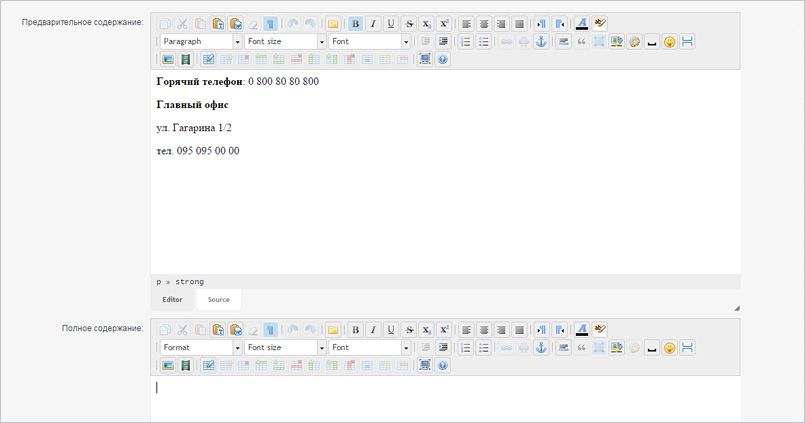 Предварительное содержание:
Paragraph Font size Font
Горячий телефон: 0 800 80 80 800
Главный офис
ул. Гагарина 1/2
тел. 095 095 00 00
p » strong
Editor Source
Полное содержание:
Format Font size Font